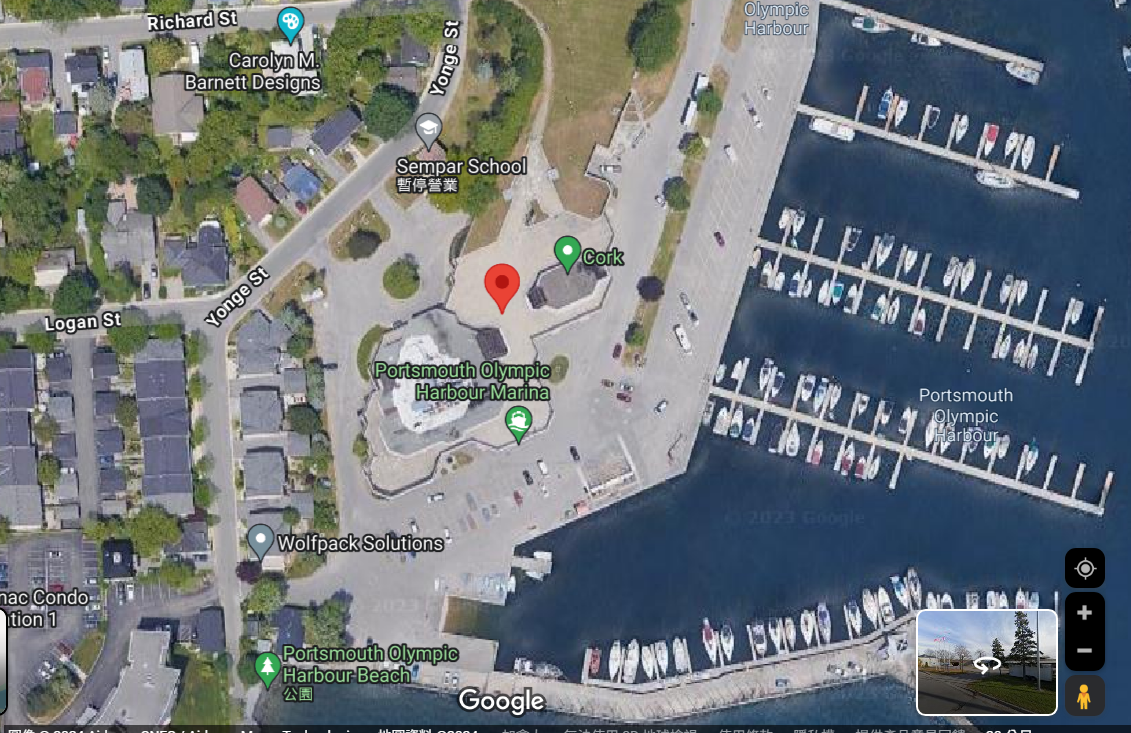 Richard St
Yonge St
Olympic
Harbour
Carolyn M.
Barnett Designs
Sempar School
暫停營業
Cork
Yonge St
Logan St
Portsmouth Olympic
Harbour Marina
Portsmouth
Olympic
Harbour
© 2023 Google
Wolfpack Solutions
nac Condo
ation 1
Portsmouth Olympic
Harbour Beach
公園
Google